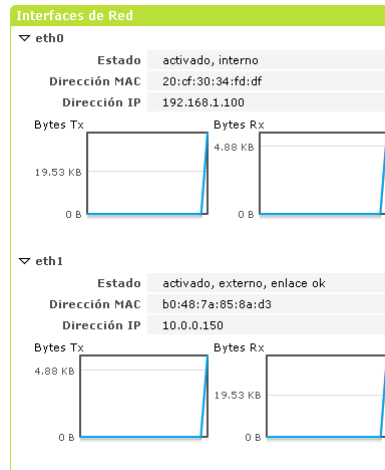 Interfaces de Red
eth0
Estado activado, interno
Dirección MAC 20:cf:30:34:fd:df
Dirección IP 192.168.1.100
Bytes Tx Bytes Rx
4.88 KB
19.53 KB
0 B 0 B
eth1
Estado activado, externo, enlace ok
Dirección MAC b0:48:7a:85:8a:d3
Dirección IP 10.0.0.150
Bytes Tx Bytes Rx
4.88 KB
19.53 KB
0 B 0 B